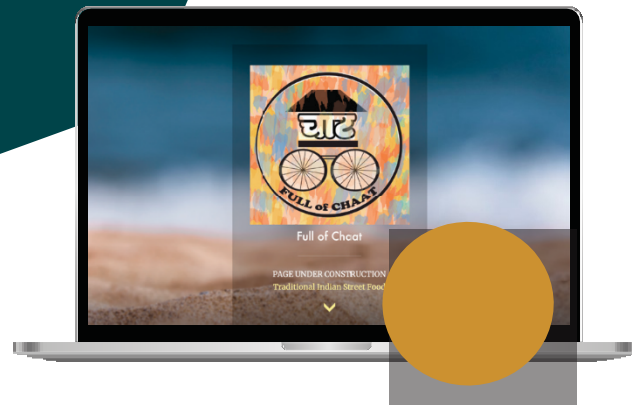 चाट
FULL of CHAAT
Full of Chaat
PAGE UNDER CONSTRUCTION
Traditional Indian Street Food